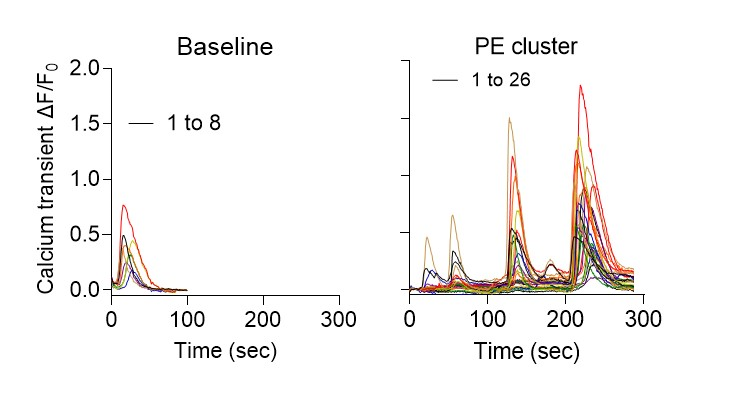 Baseline
PE cluster
Calcium transient ΔF/F0
2.0
1.5
1.0
0.5
0.0
1 to 8
1 to 26
0 100 200 300
0 100 200 300
Time (sec)
Time (sec)